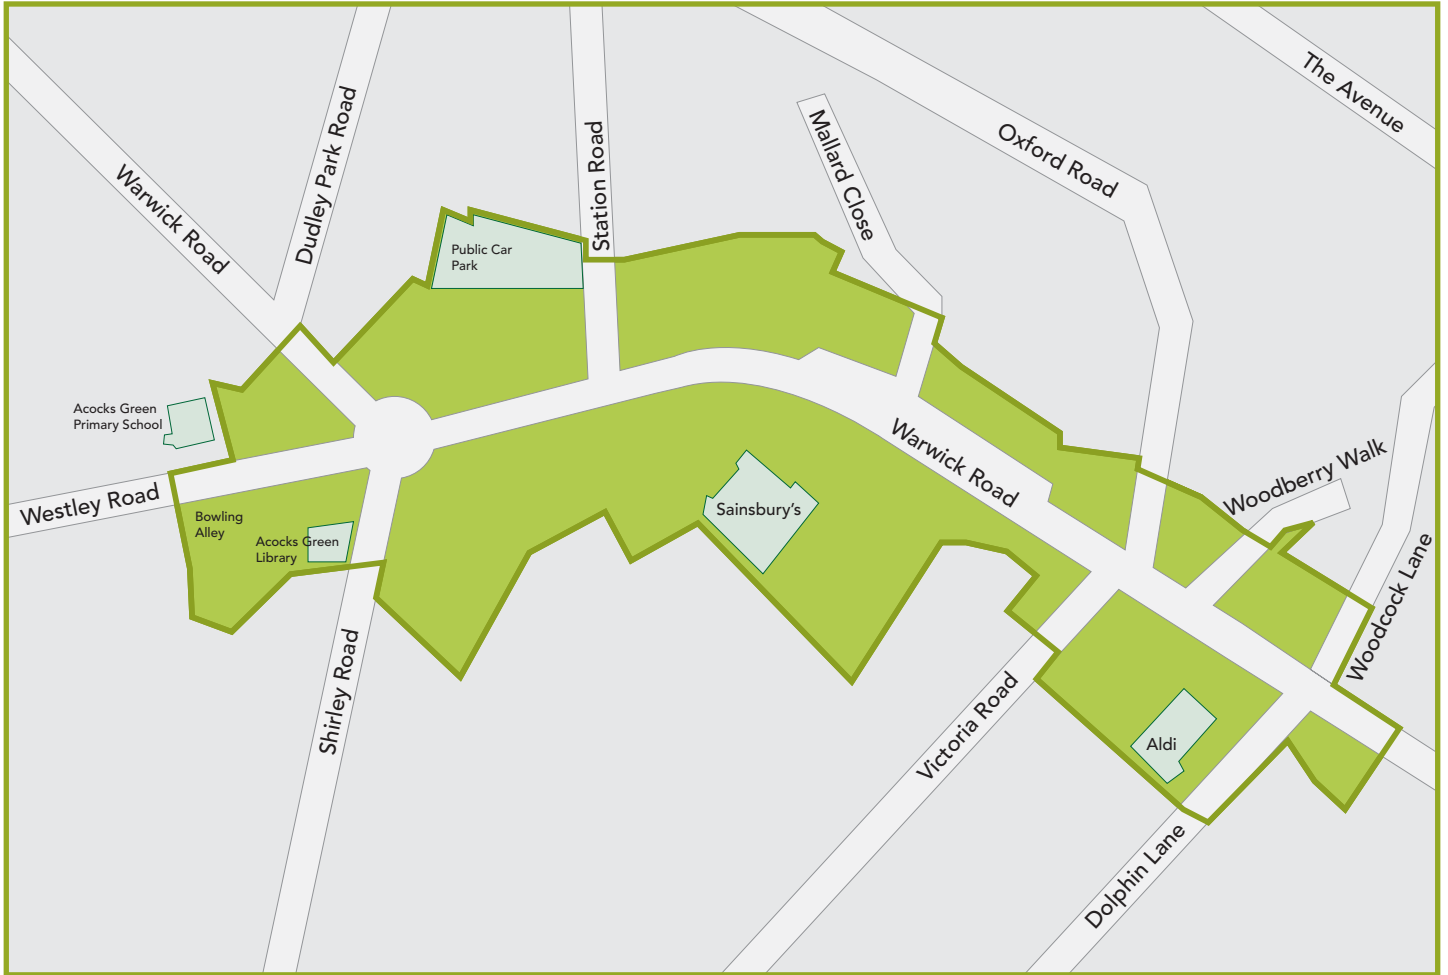 The Avenue
Oxford Road
Mallard Close
Station Road
Dudley Park Road
Warwick Road
Public Car
Park
Acocks Green
Primary School
Westley Road
Bowling
Alley
Acocks Green
Library
Shirley Road
Sainsbury's
Warwick Road
Woodberry Walk
Woodcock Lane
Victoria Road
Aldi
Dolphin Lane